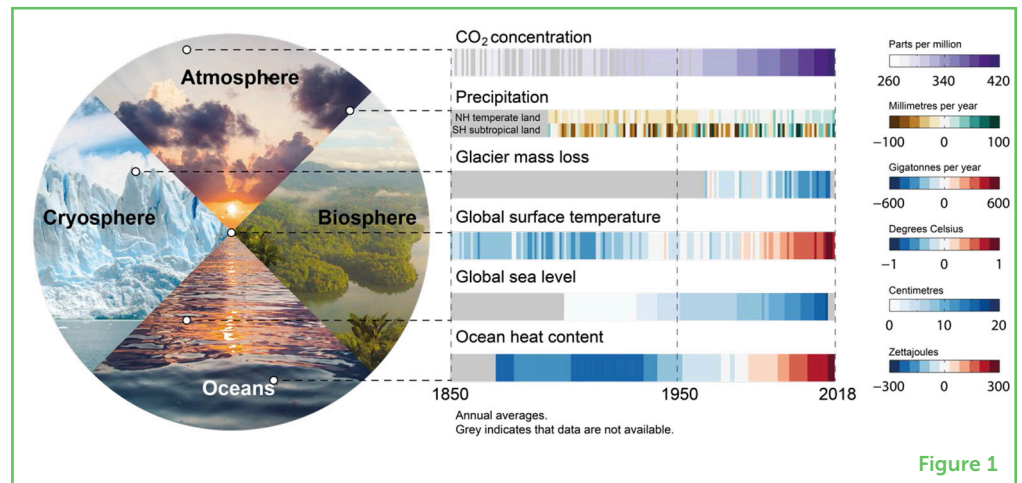 Atmosphere
Cryosphere
Biosphere
Oceans
CO₂ concentration
Precipitation
NH temperate land
SH subtropical land
Glacier mass loss
Global surface temperature
Global sea level
Ocean heat content
1850 1950 2018
Annual averages.
Grey indicates that data are not available.
Parts per million
260 340 420
Millimetres per year
−100 0 100
Gigatonnes per year
−600 0 600
Degrees Celsius
−1 0 1
Centimetres
0 10 20
Zettajoules
−300 0 300
Figure 1